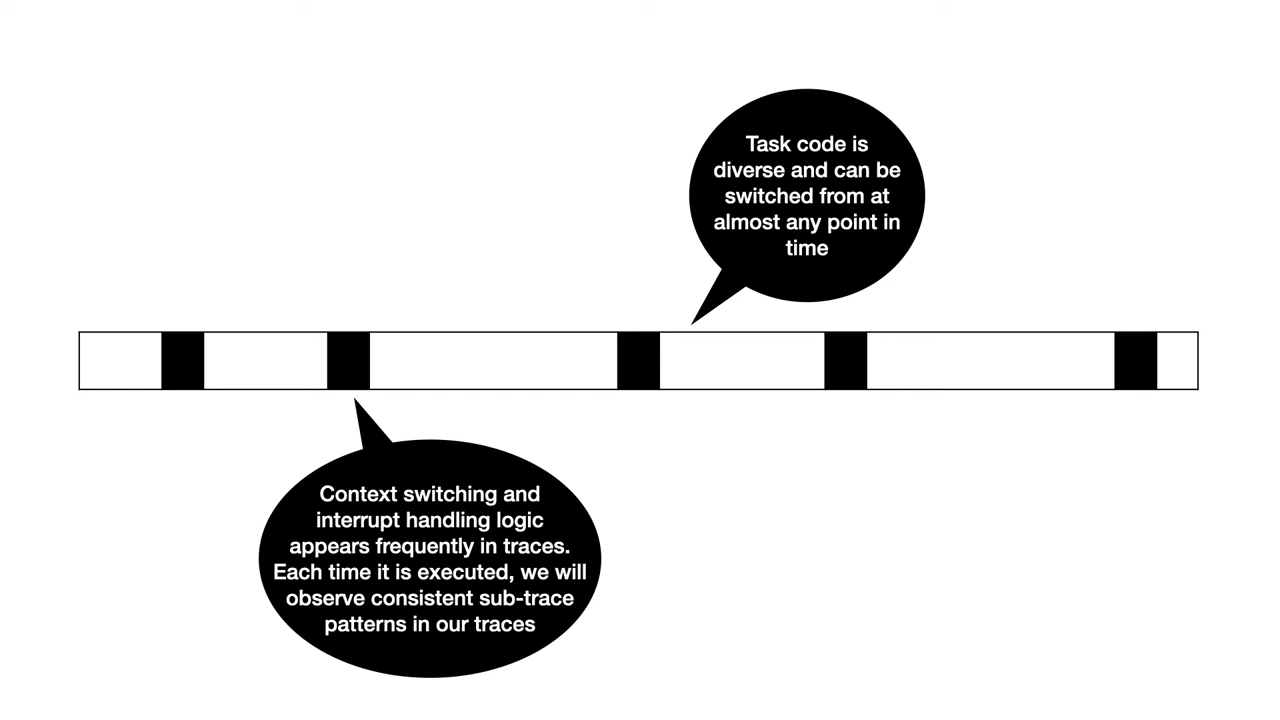 Task code is
diverse and can be
switched from at
almost any point in
time
Context switching and
interrupt handling logic
appears frequently in traces.
Each time it is executed, we will
observe consistent sub-trace
patterns in our traces